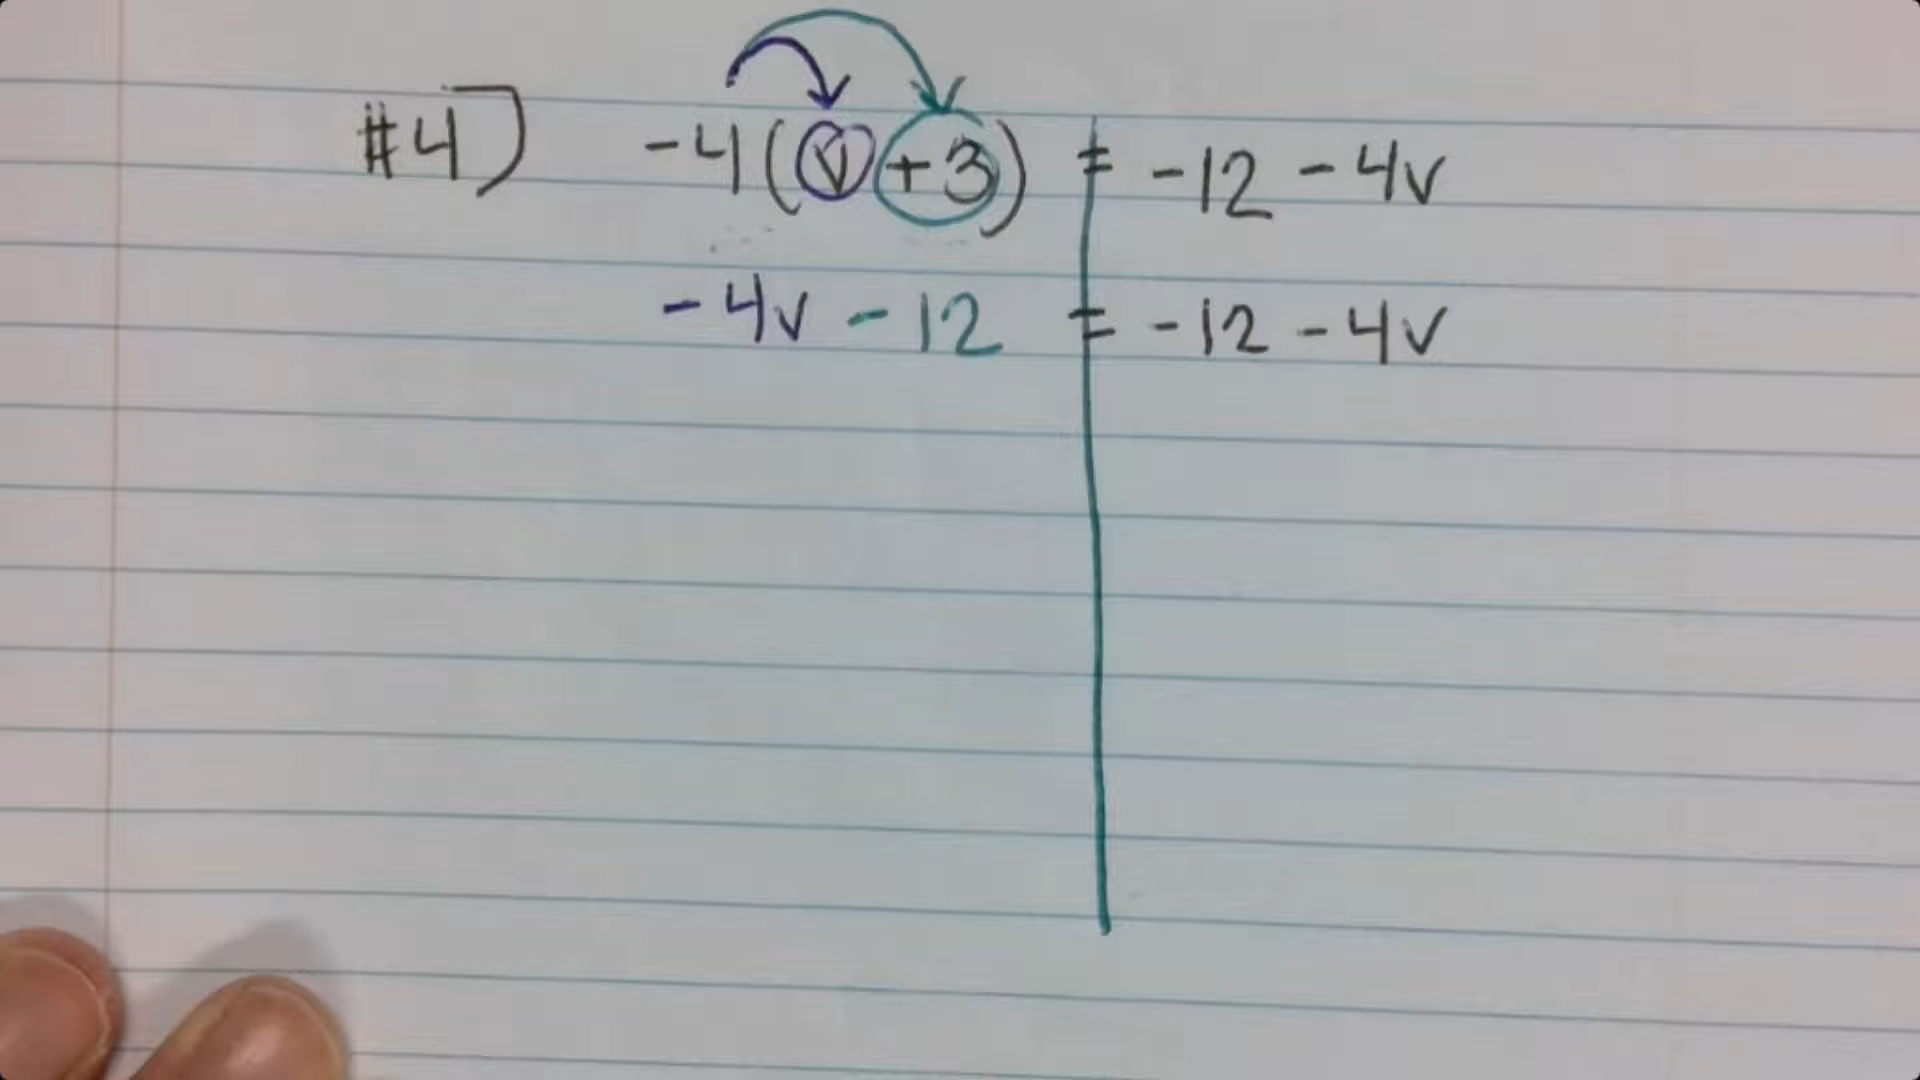 #4) -4(v+3) = -12 - 4v
-4v - 12 = -12 - 4v